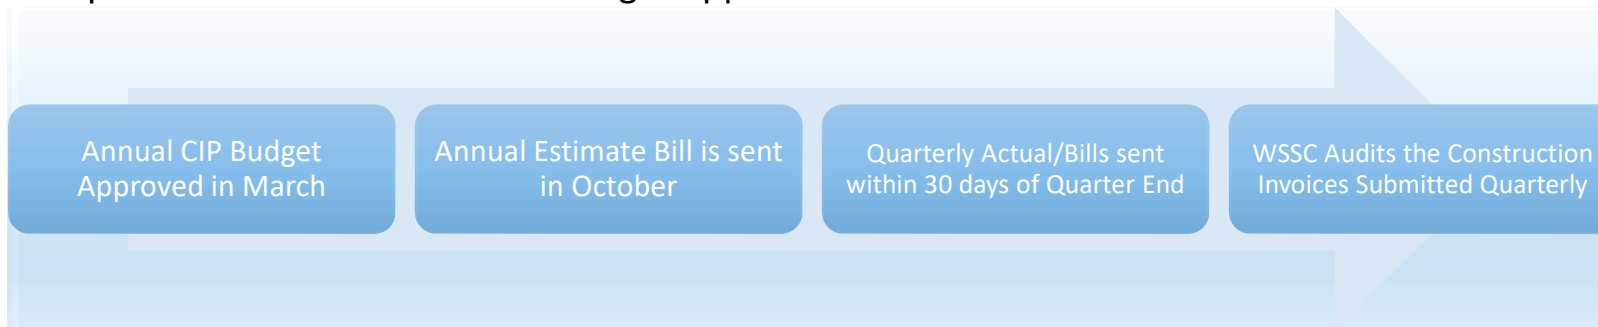 Annual CIP Budget
Approved in March
Annual Estimate Bill is sent
in October
Quarterly Actual/Bills sent
within 30 days of Quarter End
WSSC Audits the Construction
Invoices Submitted Quarterly